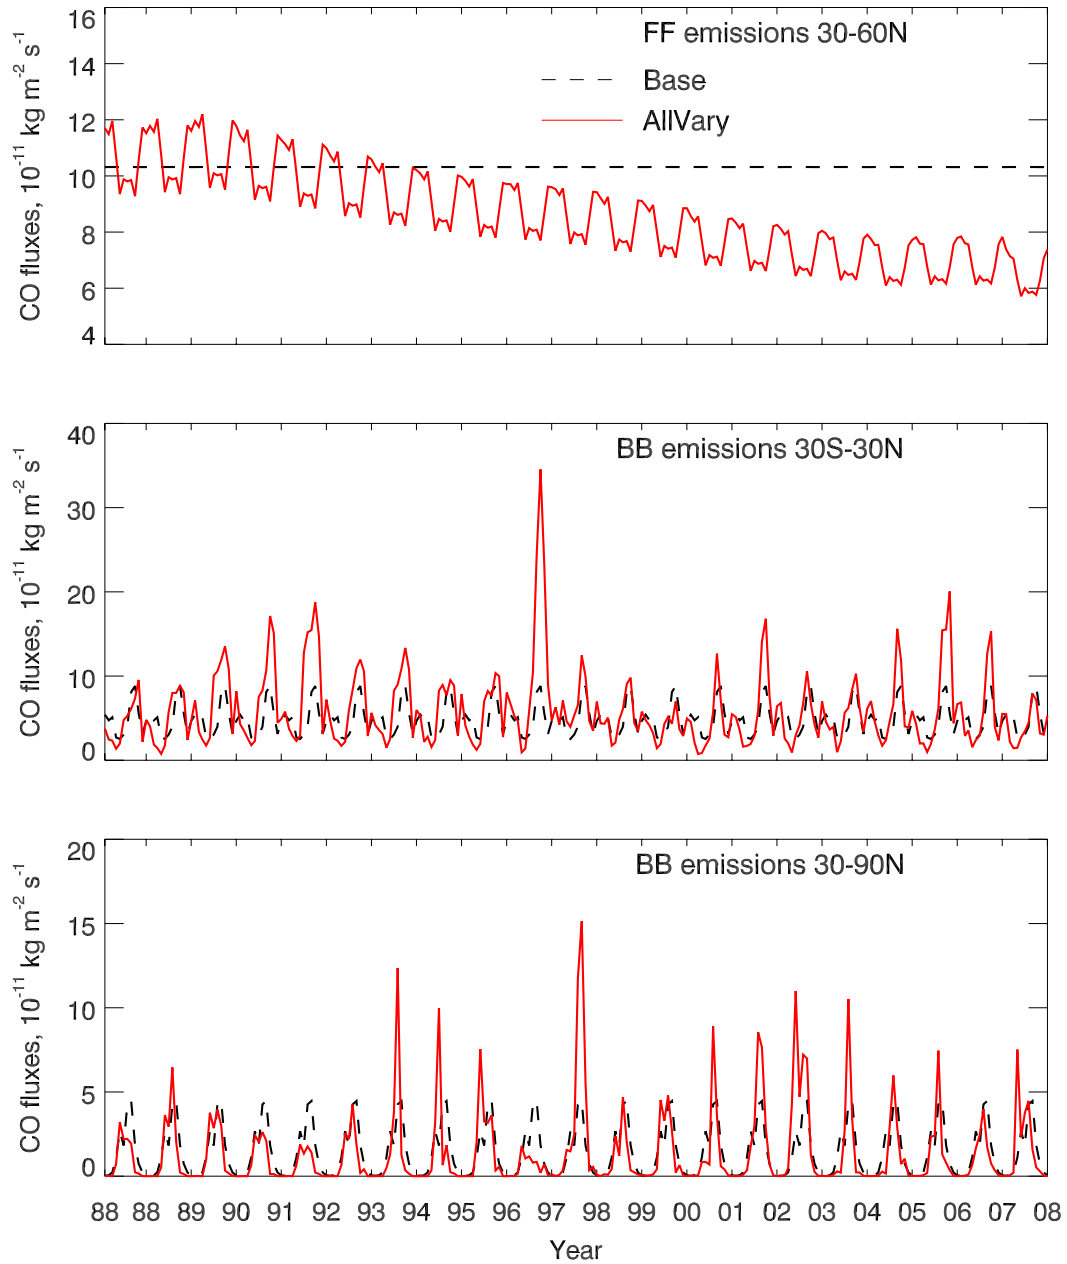 16
14
12
10
8
6
4
CO fluxes, 10⁻¹¹ kg m⁻² s⁻¹
FF emissions 30-60N
Base
AllVary
40
30
20
10
0
CO fluxes, 10⁻¹¹ kg m⁻² s⁻¹
BB emissions 30S-30N
20
15
10
5
0
CO fluxes, 10⁻¹¹ kg m⁻² s⁻¹
BB emissions 30-90N
88 88 89 90 91 92 93 94 95 96 97 98 99 00 01 02 03 04 05 06 07 08
Year